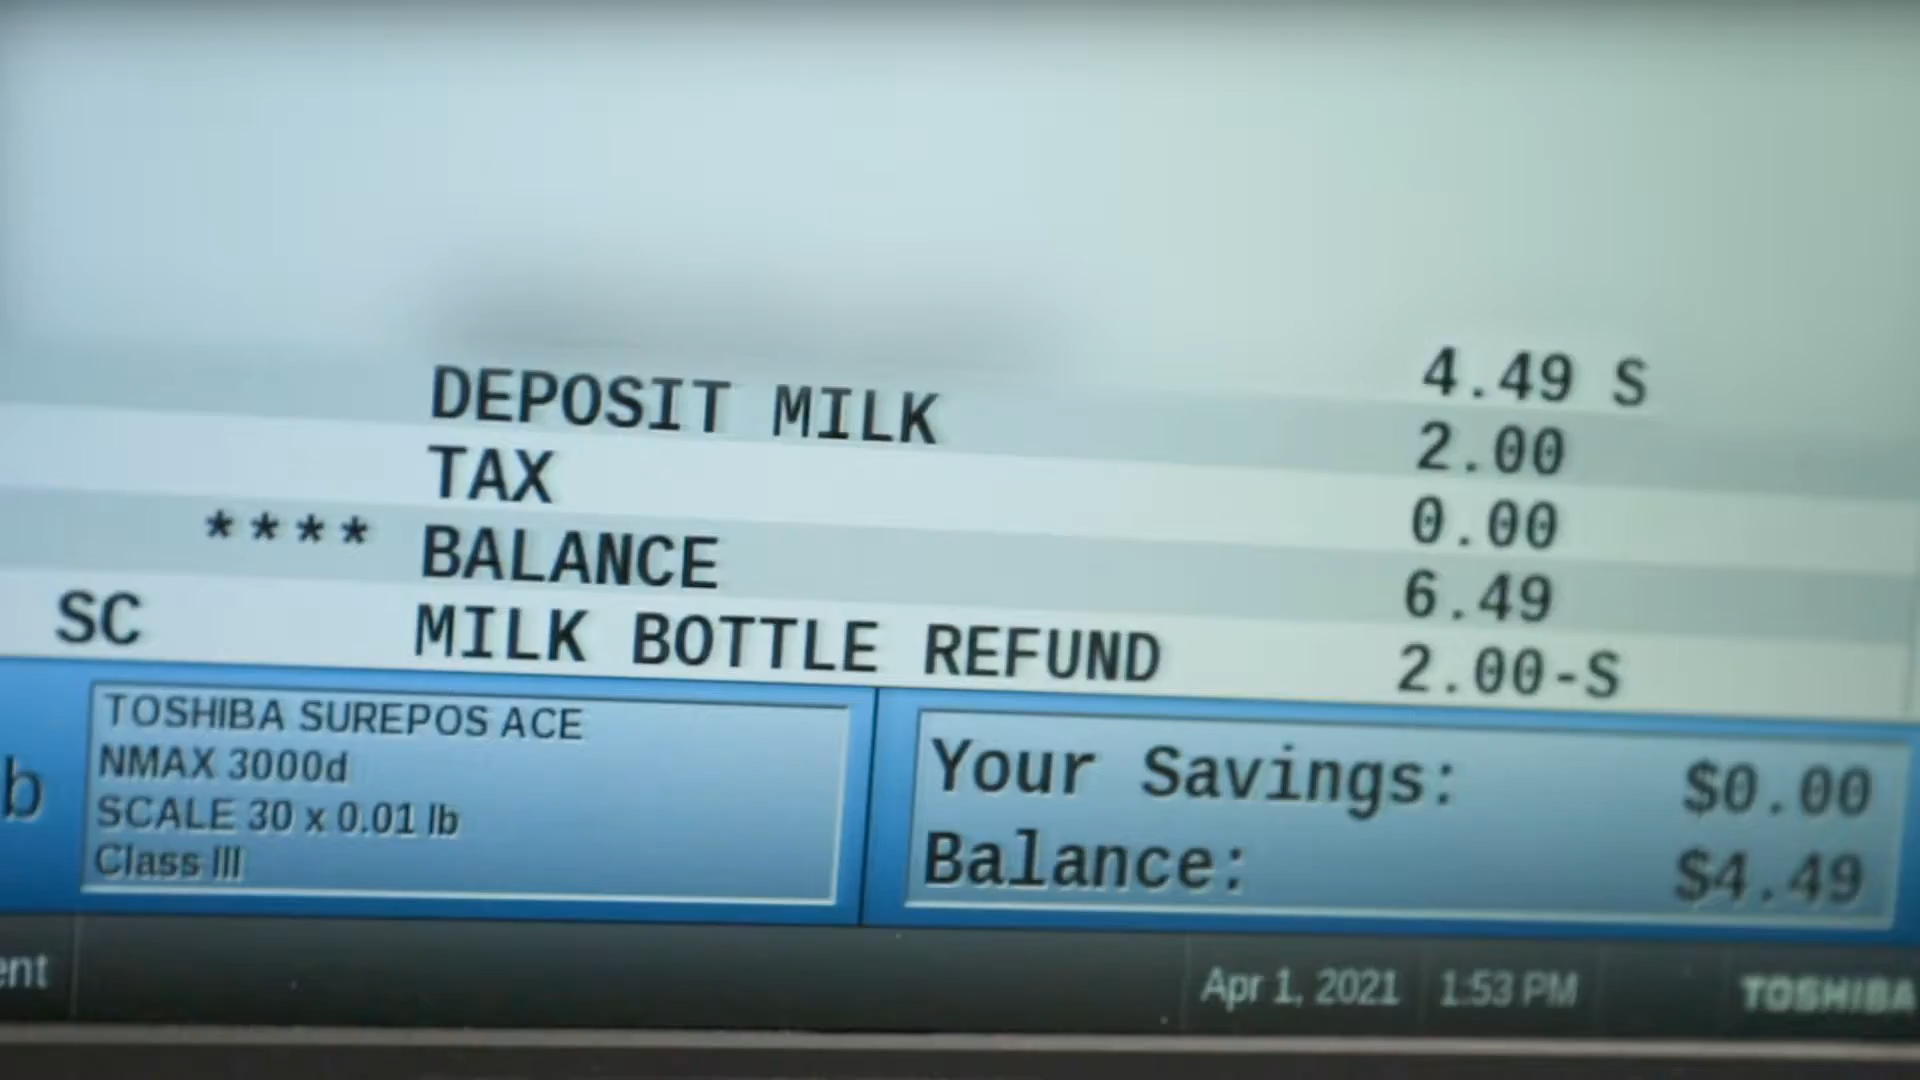 4.49 S
DEPOSIT MILK 2.00
TAX 0.00
**** BALANCE 6.49
SC MILK BOTTLE REFUND 2.00-S
b
TOSHIBA SUREPOS ACE
NMAX 3000d
SCALE 30 x 0.01 lb
Class III
Your Savings: $0.00
Balance: $4.49
ent
Apr 1, 2021 1:53 PM TOSHIBA